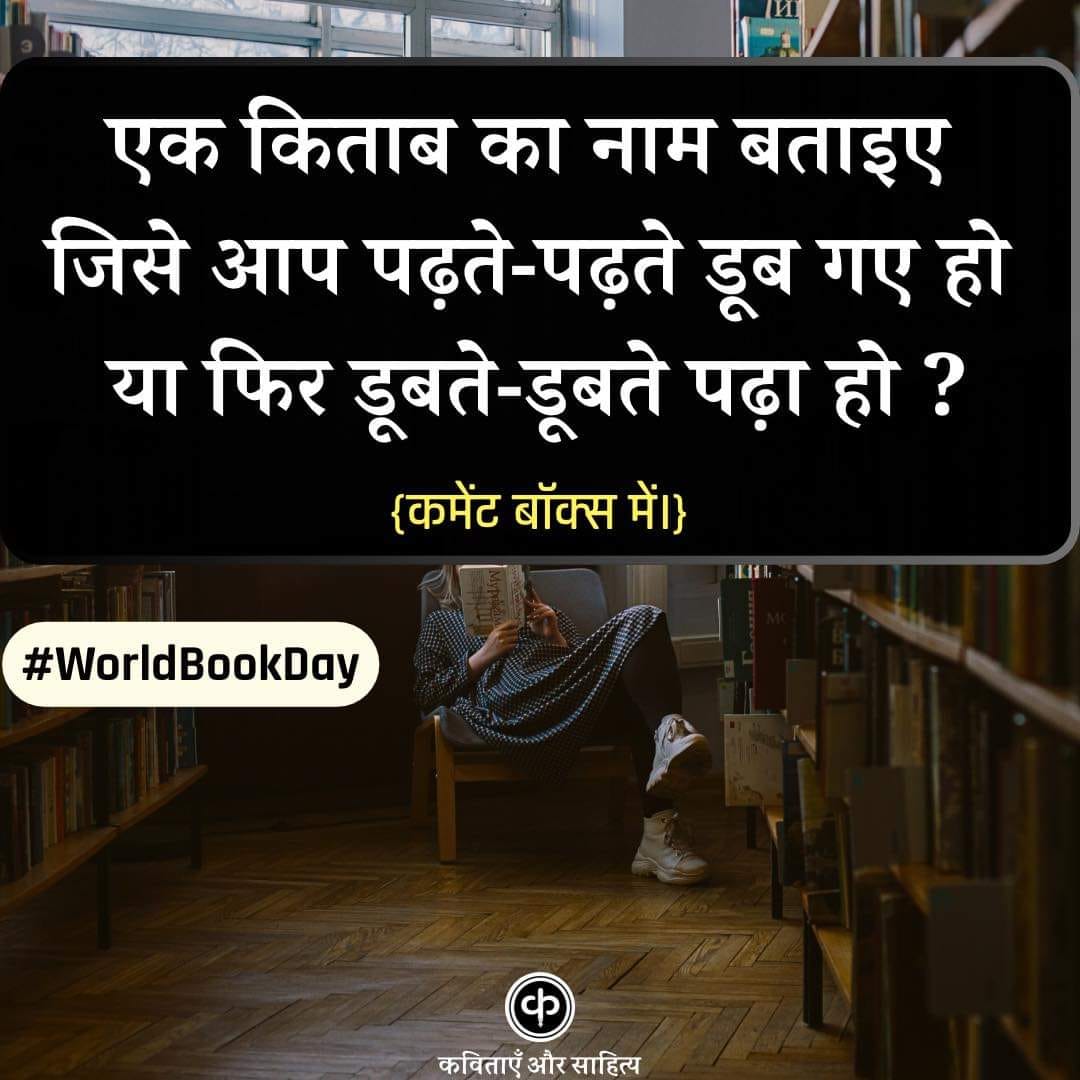 एक किताब का नाम बताइए
जिसे आप पढ़ते-पढ़ते डूब गए हो
या फिर डूबते-डूबते पढ़ा हो ?
{कमेंट बॉक्स में।}
#WorldBookDay
कविताएँ और साहित्य